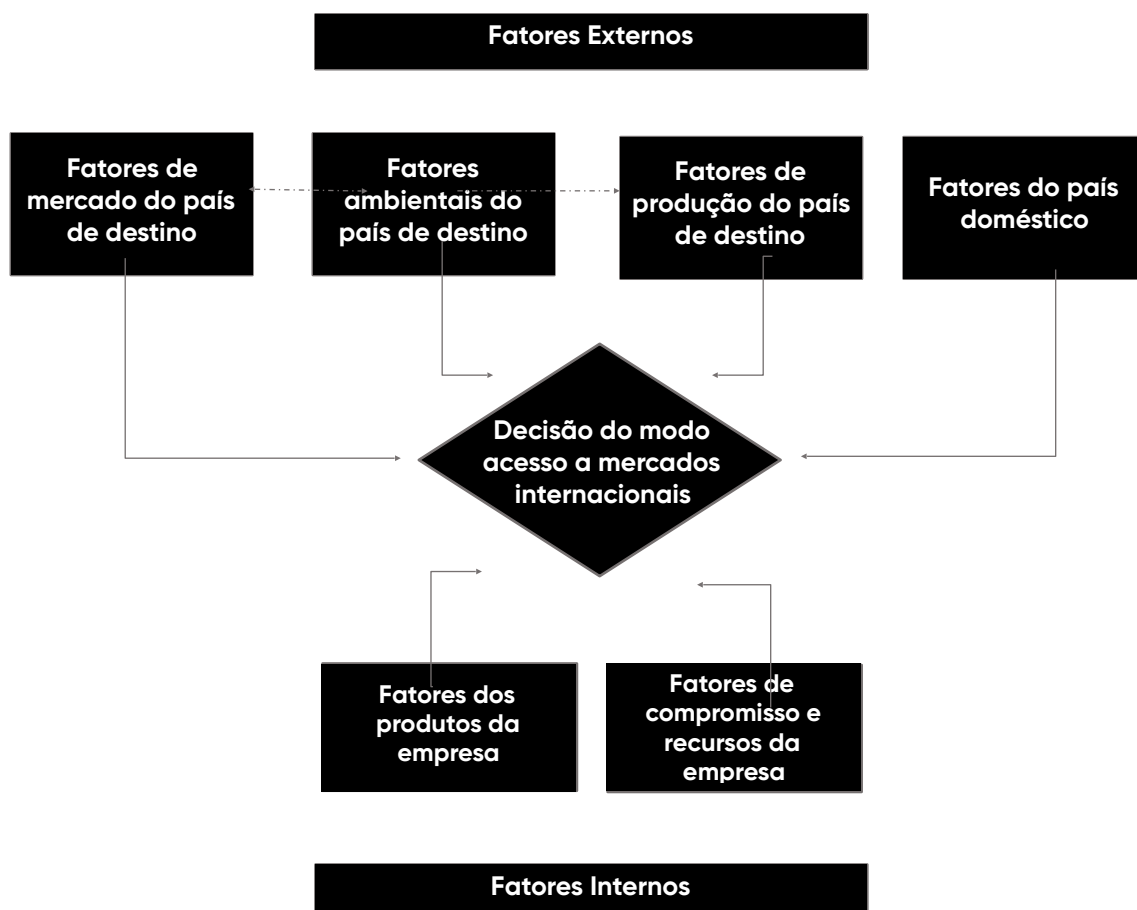 Fatores Externos
Fatores de
mercado do país
de destino
Fatores
ambientais do
país de destino
Fatores de
produção do país
de destino
Fatores do país
doméstico
Decisão do modo
acesso a mercados
internacionais
Fatores dos
produtos da
empresa
Fatores de
compromisso e
recursos da
empresa
Fatores Internos